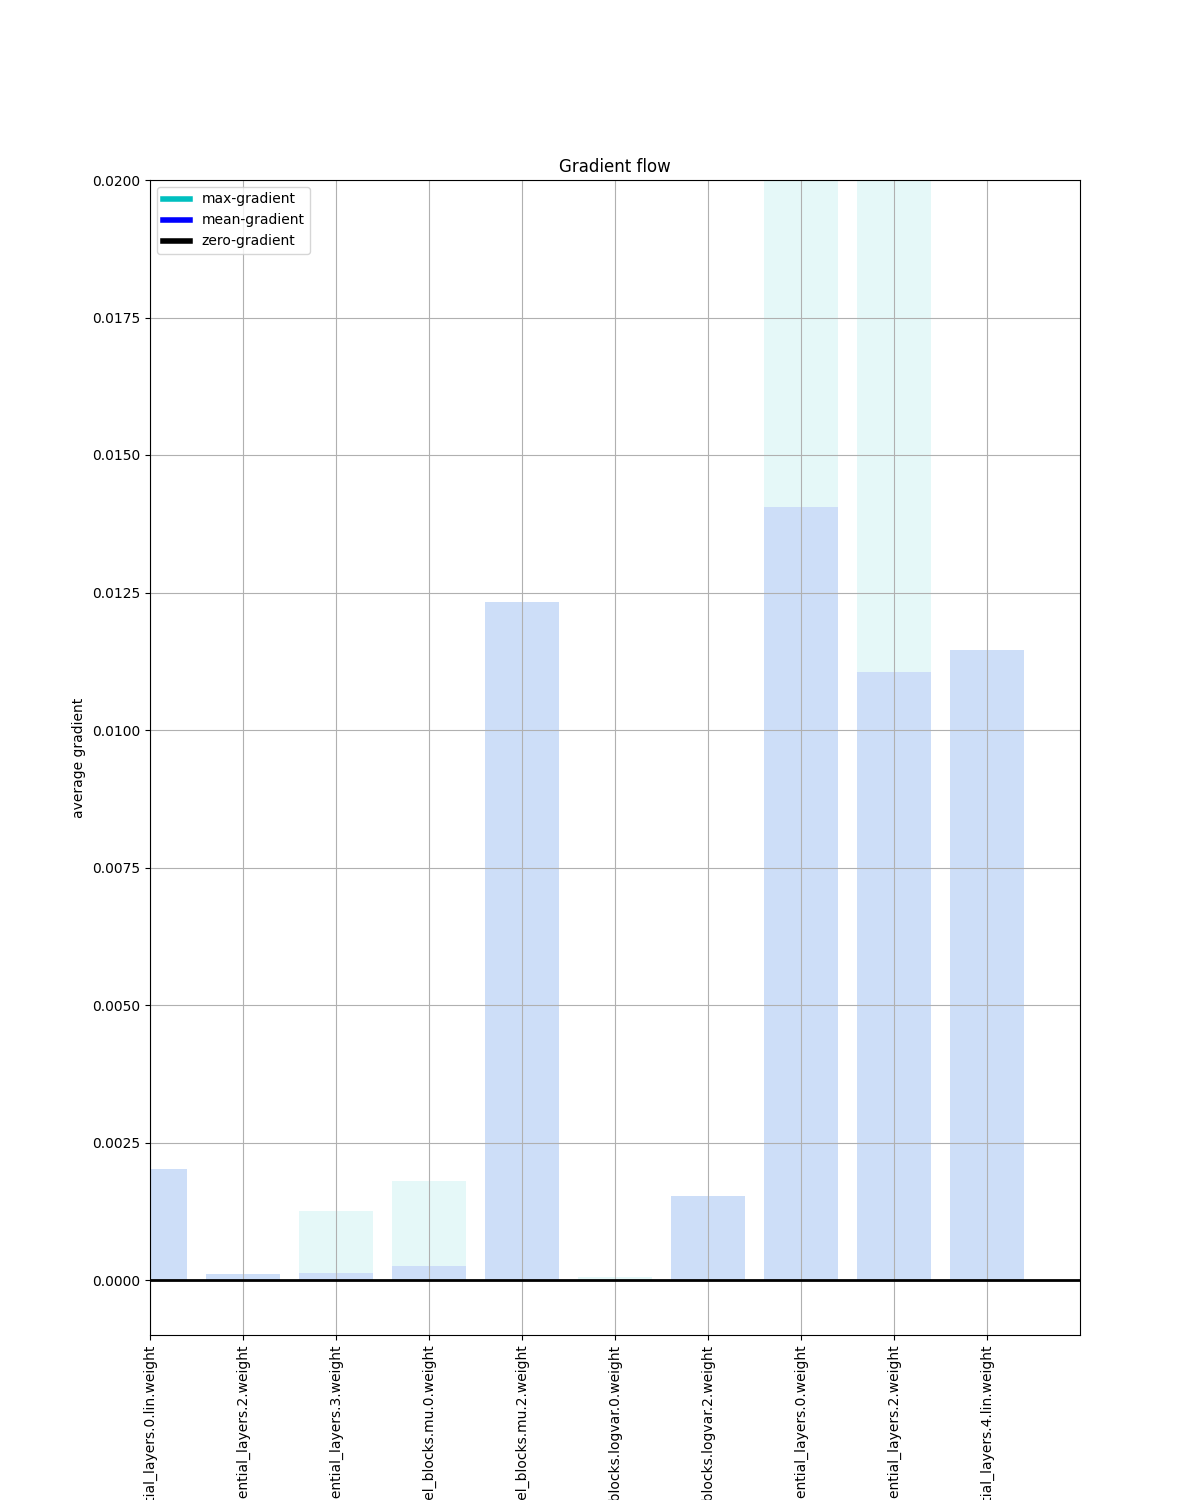 Gradient flow
max-gradient
mean-gradient
zero-gradient
0.0200
0.0175
0.0150
0.0125
0.0100
0.0075
0.0050
0.0025
0.0000
average gradient
tial_layers.0.lin.weight
ential_layers.2.weight
ential_layers.3.weight
el_blocks.mu.0.weight
el_blocks.mu.2.weight
blocks.logvar.0.weight
blocks.logvar.2.weight
ential_layers.0.weight
ential_layers.2.weight
tial_layers.4.lin.weight